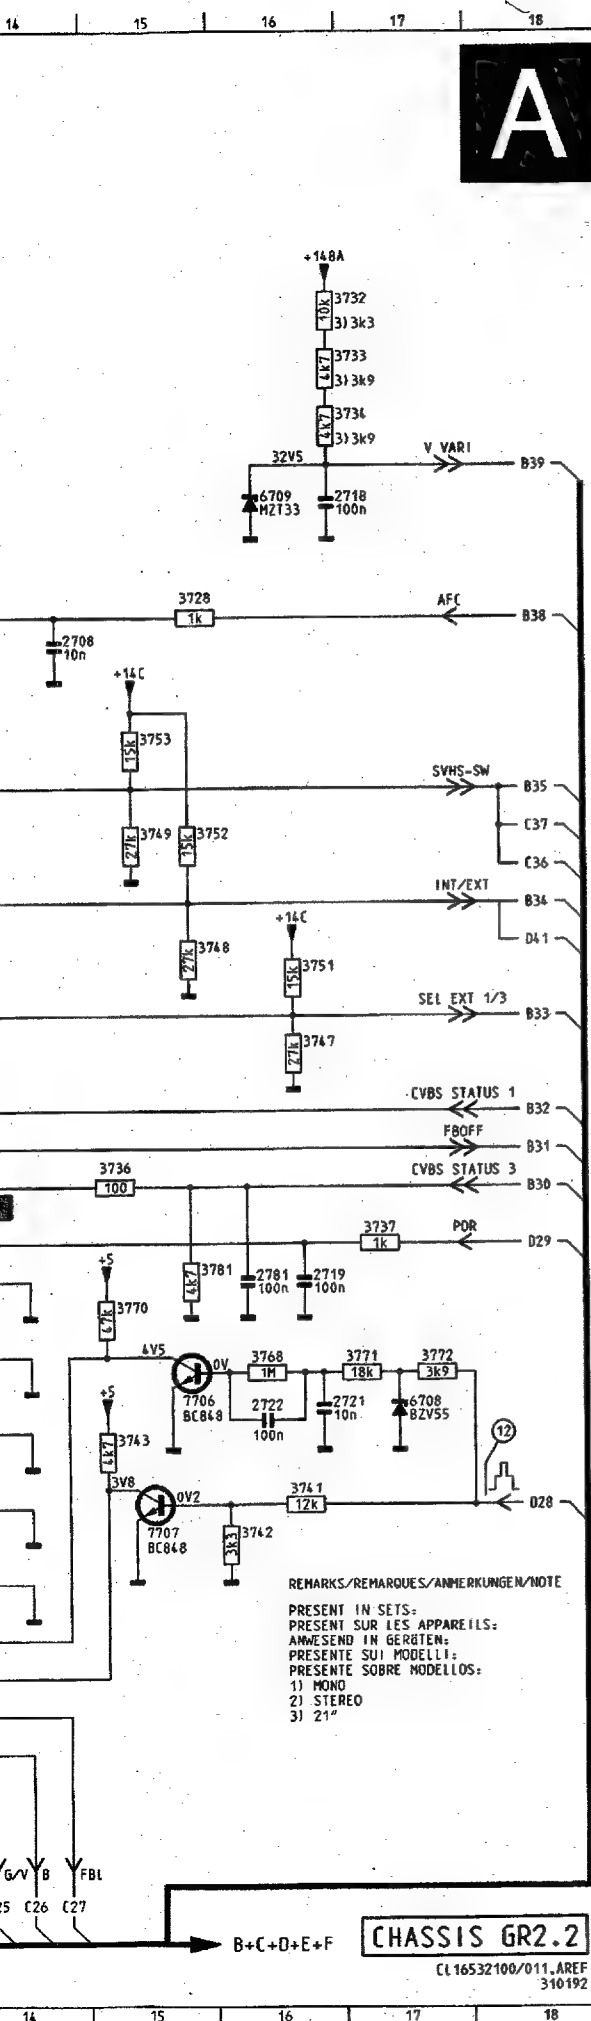 14 15 16 17 18
A
+148A
10k 3732
3)3k3
4k7 3733
3)3k9
4k7 3734
3)3k9
32V5
V VARI
B39
6709
MZT33
2718
100n
3728
1k
AFC
B38
2708
10n
+14C
15k 3753
SVHS-SW
B35
27k 3749
15k 3752
C37
C36
INT/EXT
B34
+14C
D41
27k 3748
15k 3751
SEL EXT 1/3
B33
27k 3747
CVBS STATUS 1
B32
FBOFF
B31
3736
100
CVBS STATUS 3
B30
3737
1k
POR
D29
+5
4k7 3781
2781
100n
2719
100n
47k 3770
4V5
0V
3768
1M
3771
18k
3772
3k9
7706
BC848
2722
100n
2721
10n
6708
BZV55
+5
4k7 3743
12
3V8
0V2
3741
12k
D28
7707
BC848
3k3 3742
REMARKS/REMARQUES/ANMERKUNGEN/NOTE
PRESENT IN SETS:
PRESENT SUR LES APPAREILS:
ANWESEND IN GERÄTEN:
PRESENTE SUI MODELLI:
PRESENTE SOBRE MODELLOS:
1) MONO
2) STEREO
3) 21"
G/V B FBL
25 C26 C27
B+C+D+E+F
CHASSIS GR2.2
CL16532100/011.AREF
310192
14 15 16 17 18